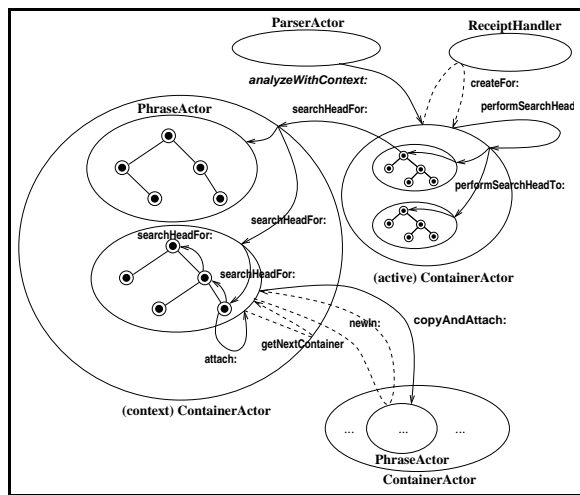 ParserActor
ReceiptHandler
analyzeWithContext:
createFor:
PhraseActor
searchHeadFor:
performSearchHead
performSearchHeadTo:
searchHeadFor:
searchHeadFor:
searchHeadFor:
(active) ContainerActor
newIn:
copyAndAttach:
attach:
getNextContainer
(context) ContainerActor
... ... ...
PhraseActor
ContainerActor